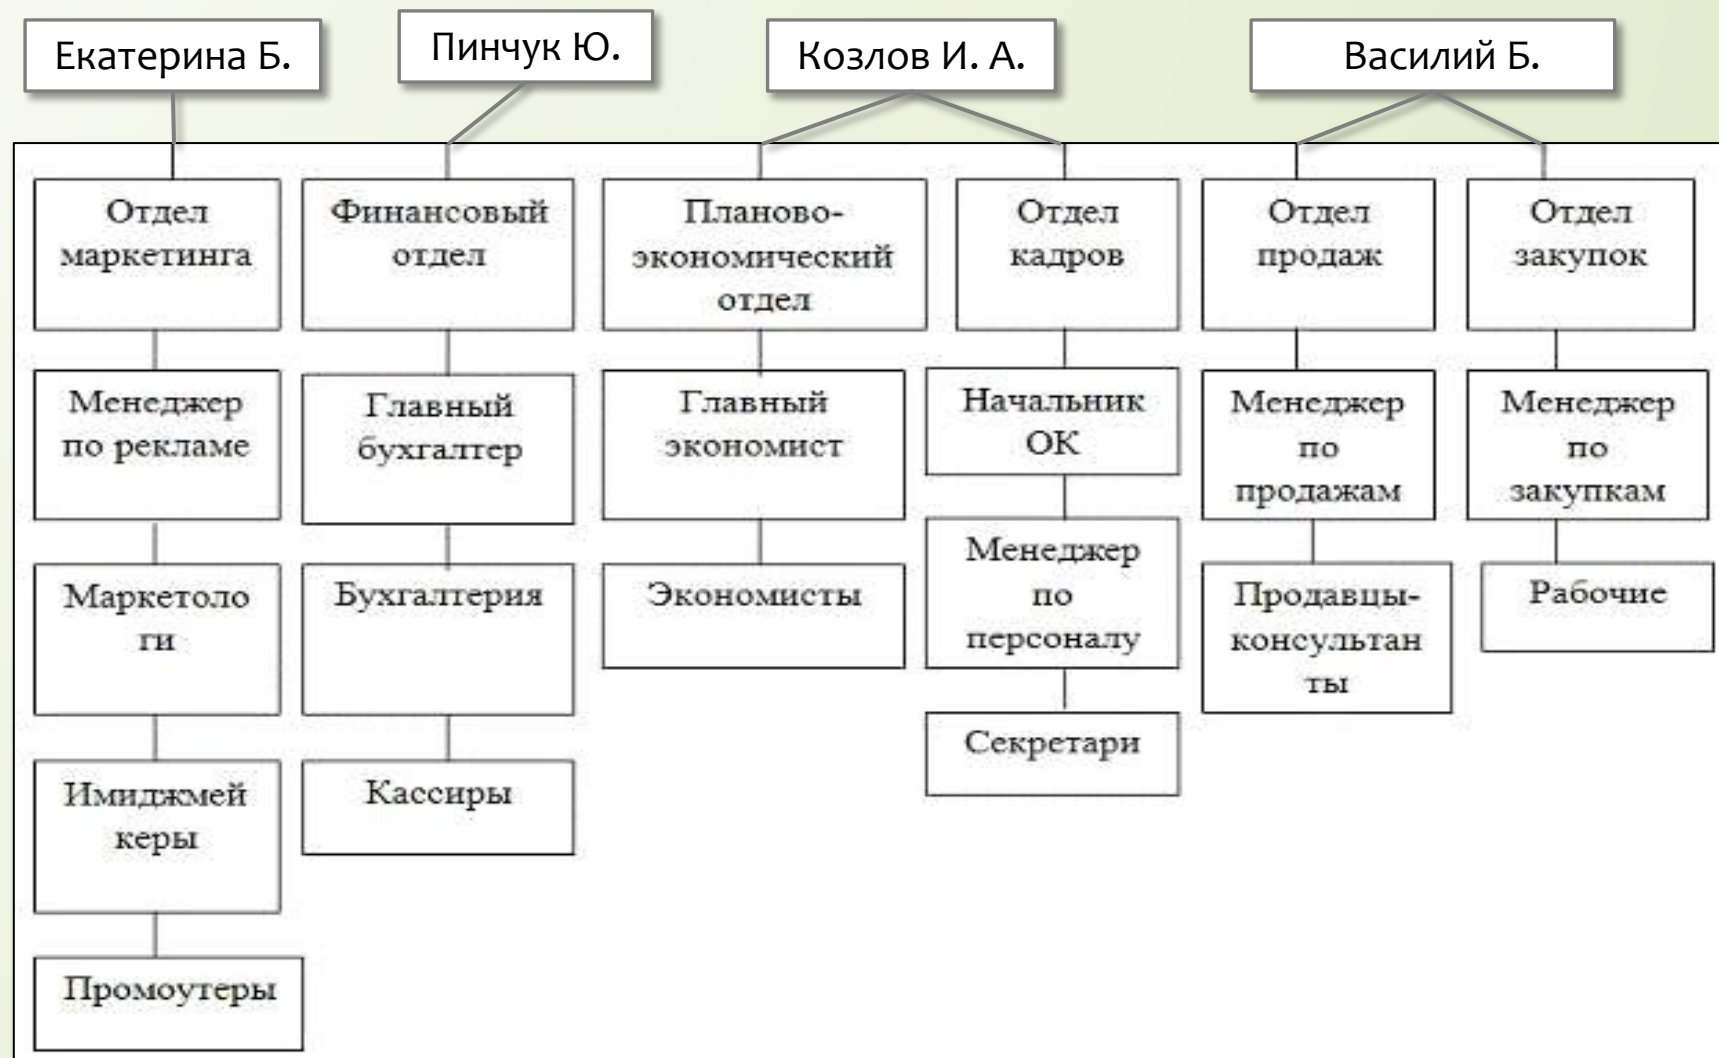 Екатерина Б.
Пинчук Ю.
Козлов И. А.
Василий Б.
Отдел
маркетинга
Финансовый
отдел
Планово-
экономический
отдел
Отдел
кадров
Отдел
продаж
Отдел
закупок
Менеджер
по рекламе
Главный
бухгалтер
Главный
экономист
Начальник
ОК
Менеджер
по
продажам
Менеджер
по
закупкам
Маркетоло
ги
Бухгалтерия
Экономисты
Менеджер
по
персоналу
Продавцы-
консультан
ты
Рабочие
Имиджмей
керы
Кассиры
Секретари
Промоутеры